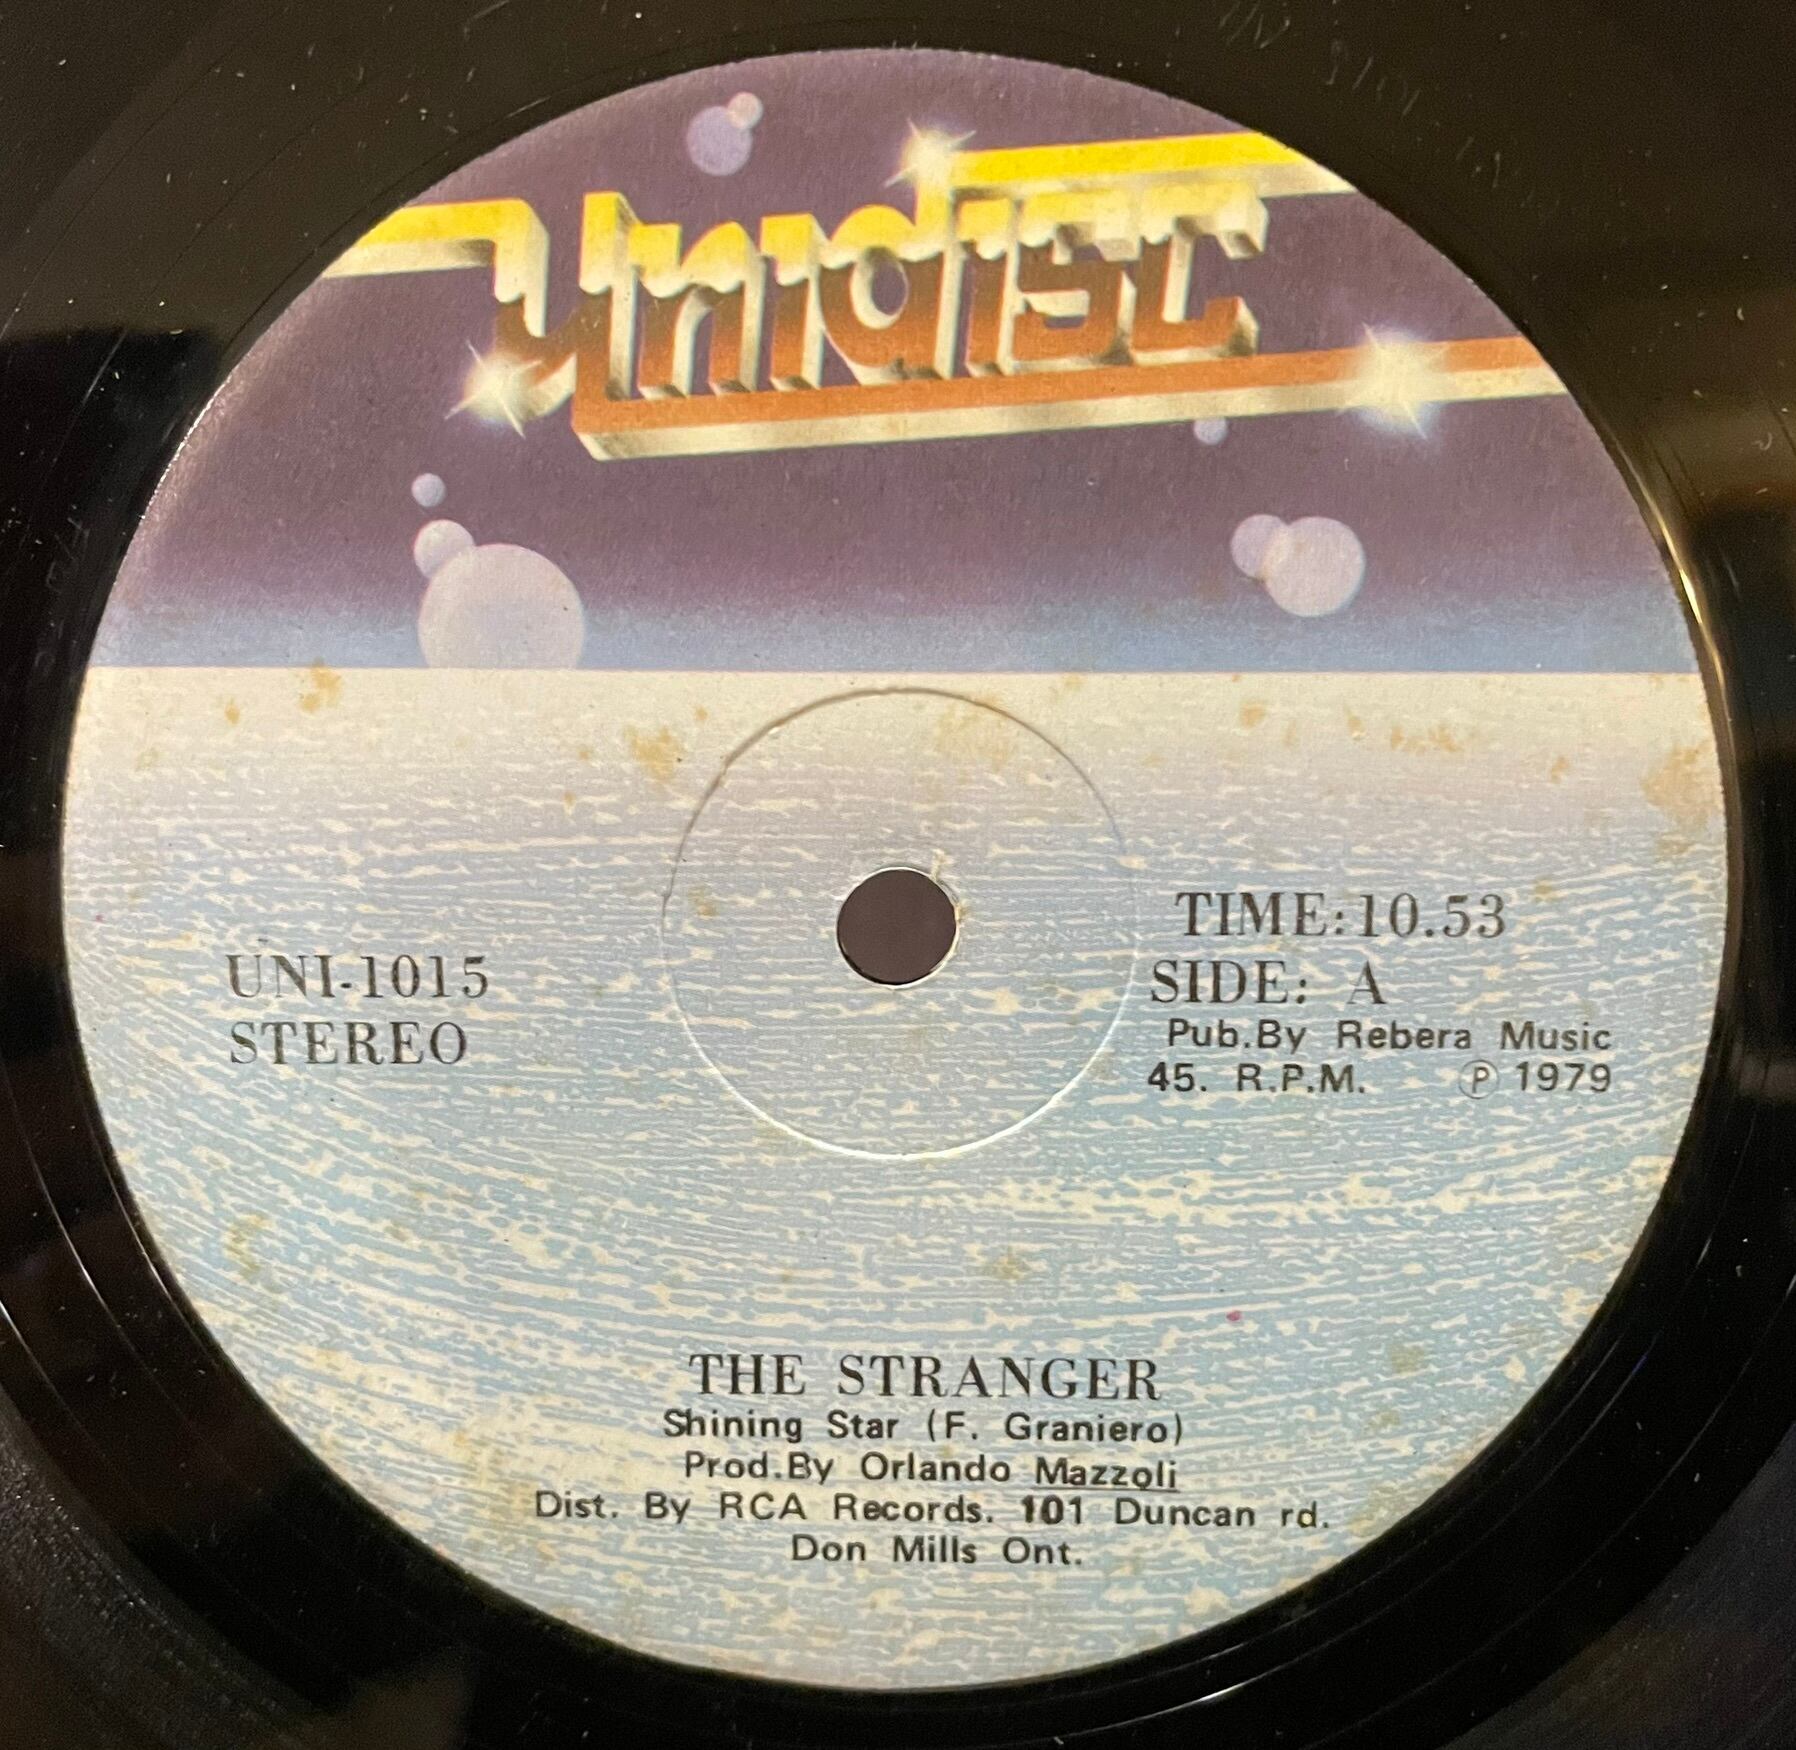 Unidisc
UNI-1015
STEREO
TIME:10.53
SIDE: A
Pub.By Rebera Music
45. R.P.M. ℗ 1979
THE STRANGER
Shining Star (F. Graniero)
Prod.By Orlando Mazzoli
Dist. By RCA Records. 101 Duncan rd.
Don Mills Ont.